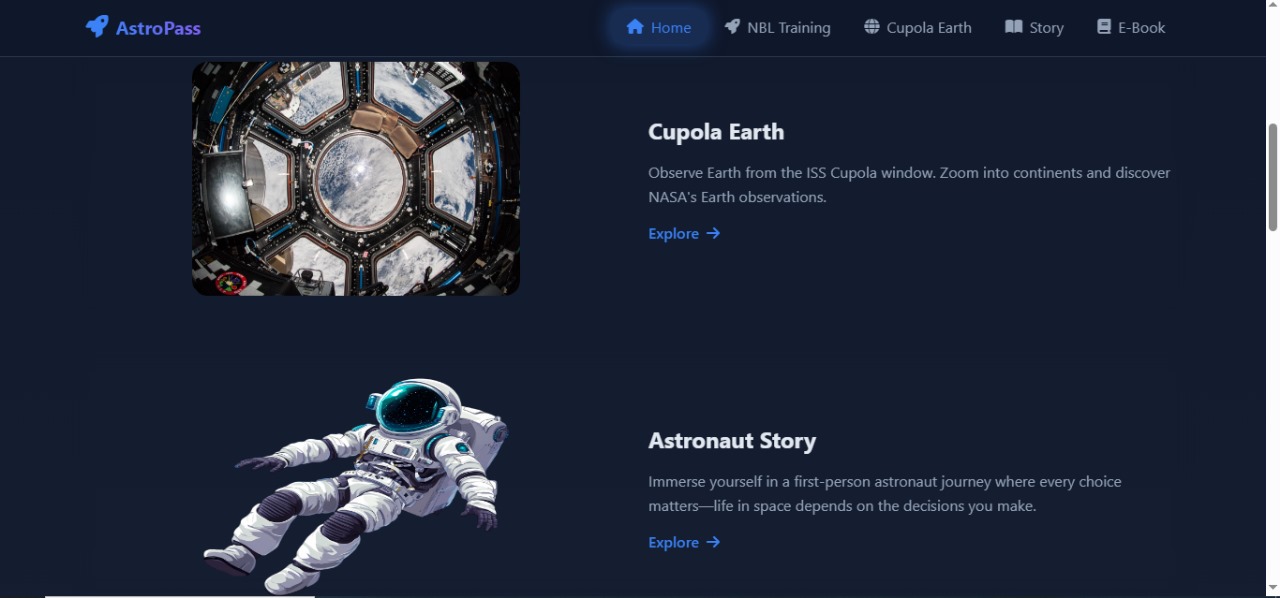 AstroPass
Home
NBL Training
Cupola Earth
Story
E-Book
Cupola Earth
Observe Earth from the ISS Cupola window. Zoom into continents and discover
NASA's Earth observations.
Explore →
Astronaut Story
Immerse yourself in a first-person astronaut journey where every choice
matters—life in space depends on the decisions you make.
Explore →